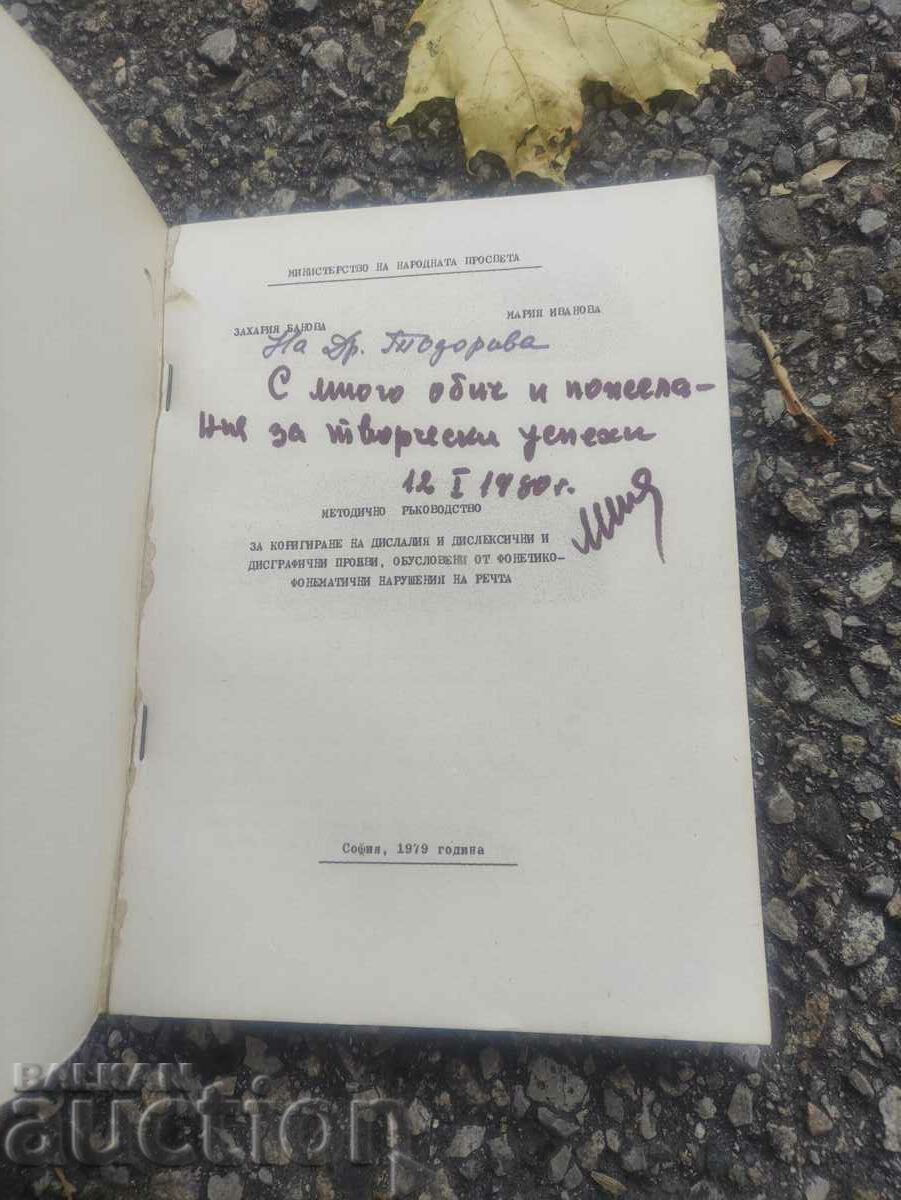 МИНИСТЕРСТВО НА НАРОДНАТА ПРОСВЕТА
МАРИЯ ИВАНОВА
ЗАХАРИЯ БАНОВА
На Др. Тодорова
С много обич и пожела-
ния за творчески успехи
12 I 1980 г.
МЕТОДИЧНО РЪКОВОДСТВО
ЗА КОРИГИРАНЕ НА ДИСЛАЛИЯ И ДИСЛЕКСИЧНИ И
ДИСГРАФИЧНИ ПРОЯВИ, ОБУСЛОВЕНИ ОТ ФОНЕТИКО-
ФОНЕМАТИЧНИ НАРУШЕНИЯ НА РЕЧТА
София, 1979 година
BALKAN
auction